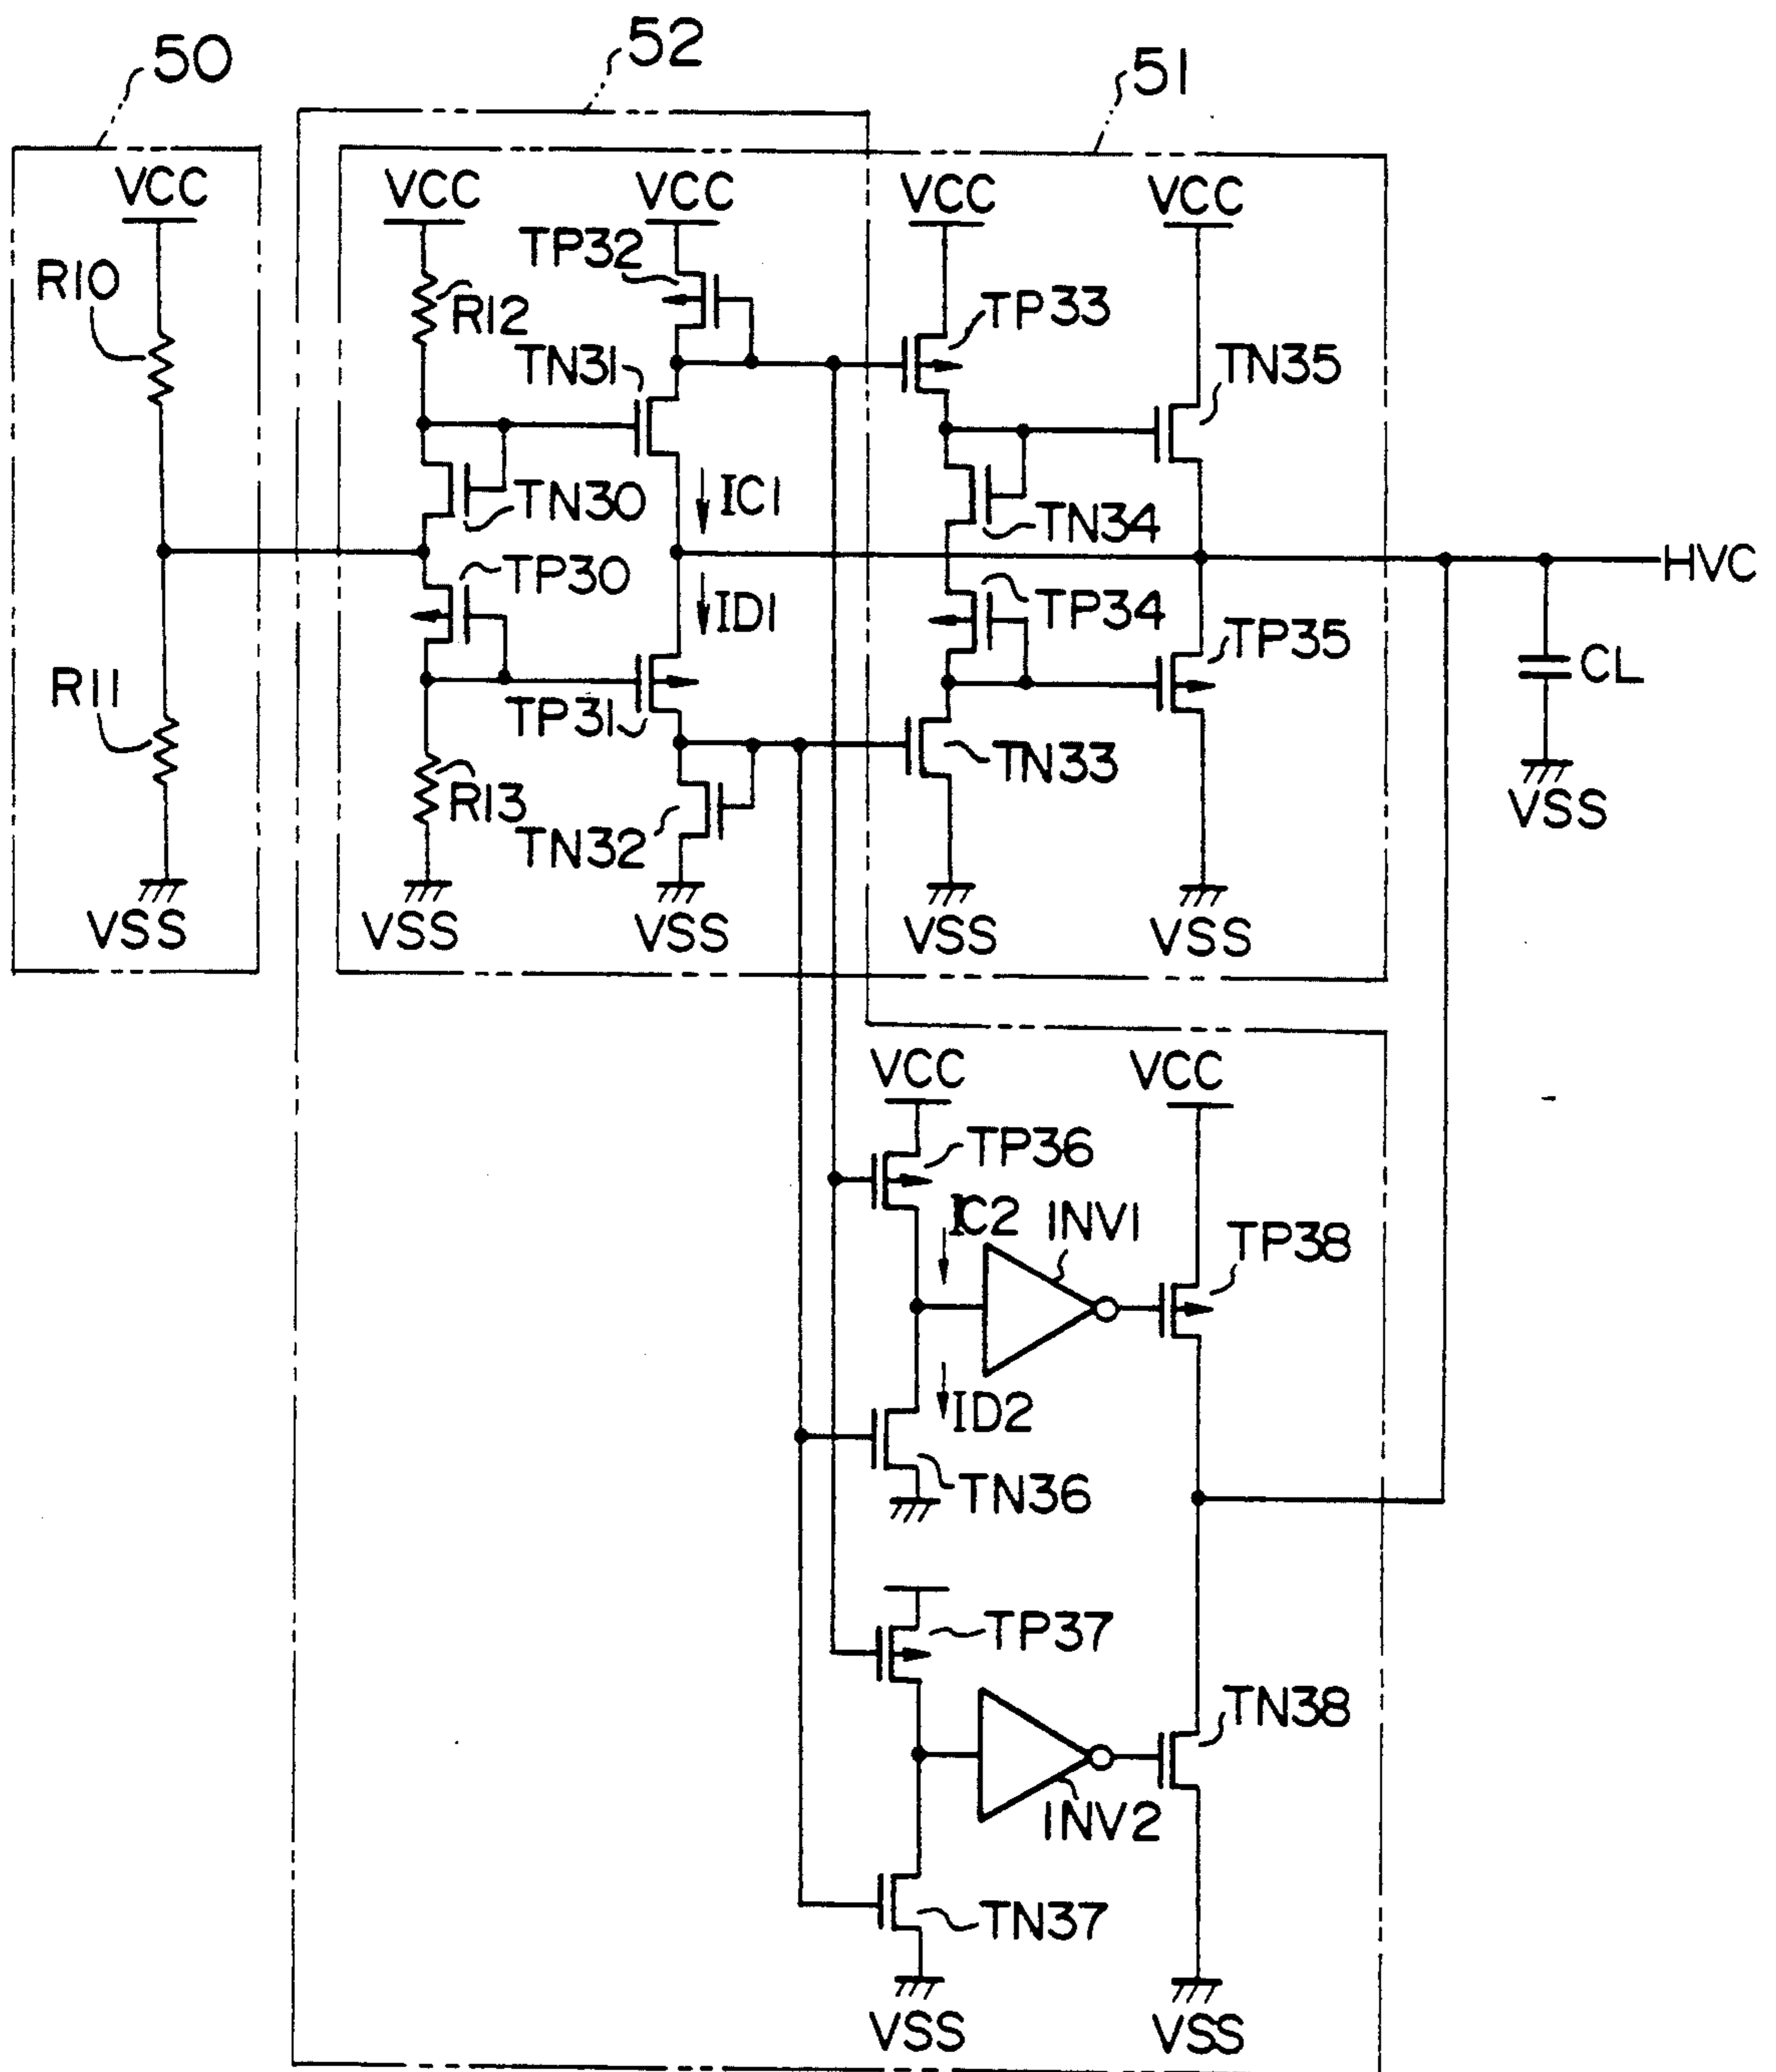 50
52
51
VCC
VCC
VCC
VCC
VCC
TP32
R10
R12
TP33
TN31
TN35
IC1
TN30
TN34
HVC
TP30
ID1
TP34
TP35
CL
R11
TP31
R13
TN33
TN32
VSS
VSS
VSS
VSS
VSS
VSS
VCC
VCC
TP36
IC2
INV1
TP38
ID2
TN36
TP37
TN38
INV2
TN37
VSS
VSS